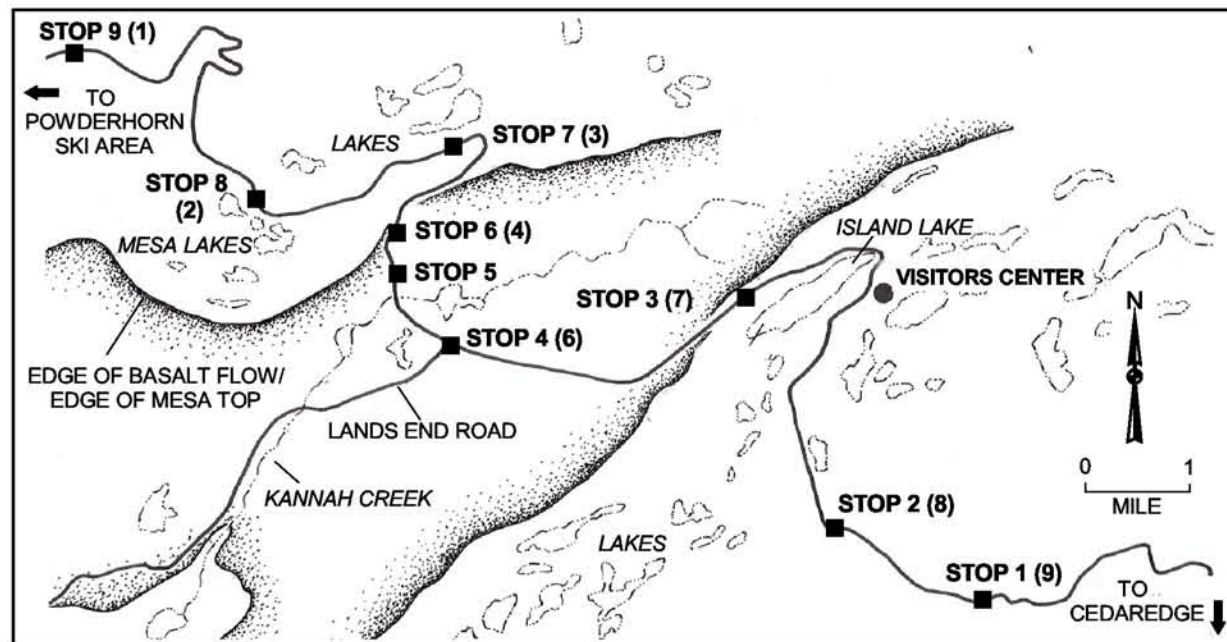 STOP 9 (1)
TO
POWDERHORN
SKI AREA
LAKES
STOP 7 (3)
STOP 8
(2)
MESA LAKES
STOP 6 (4)
STOP 5
ISLAND LAKE
VISITORS CENTER
STOP 3 (7)
N
STOP 4 (6)
EDGE OF BASALT FLOW/
EDGE OF MESA TOP
LANDS END ROAD
KANNAH CREEK
0 1
MILE
STOP 2 (8)
LAKES
STOP 1 (9)
TO
CEDAREDGE